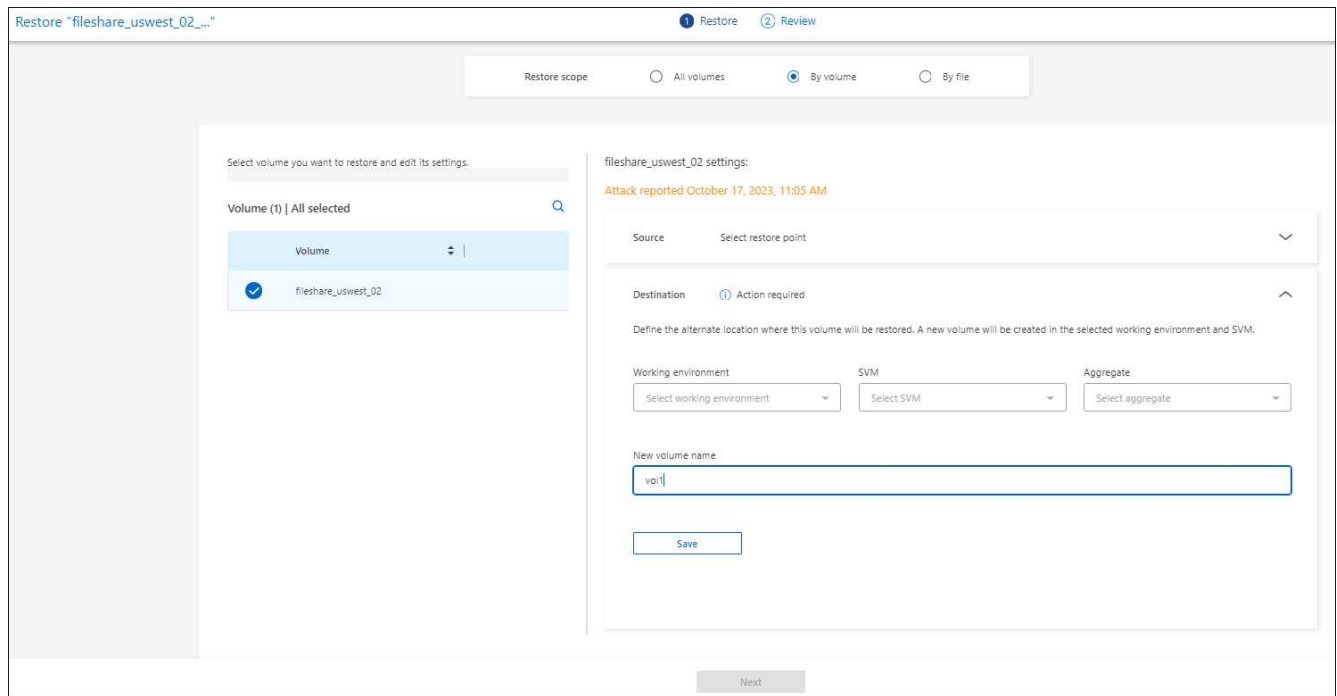 Restore "fileshare_uswest_02_..."
1 Restore 2 Review
Restore scope All volumes By volume By file
Select volume you want to restore and edit its settings.
Volume (1) | All selected
Volume
fileshare_uswest_02
fileshare_uswest_02 settings:
Attack reported October 17, 2023, 11:05 AM
Source Select restore point
Destination Action required
Define the alternate location where this volume will be restored. A new volume will be created in the selected working environment and SVM.
Working environment SVM Aggregate
Select working environment Select SVM Select aggregate
New volume name
vol1
Save
Next